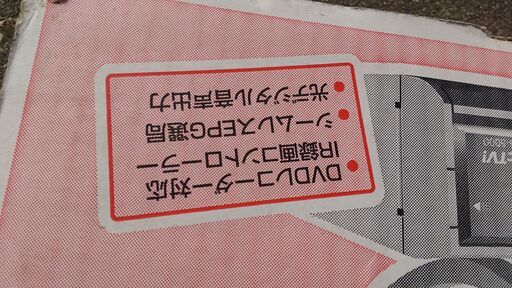 ●DVDレコーダー対応
IR録画コントローラー
●シームレスEPG選局
●光デジタル音声出力